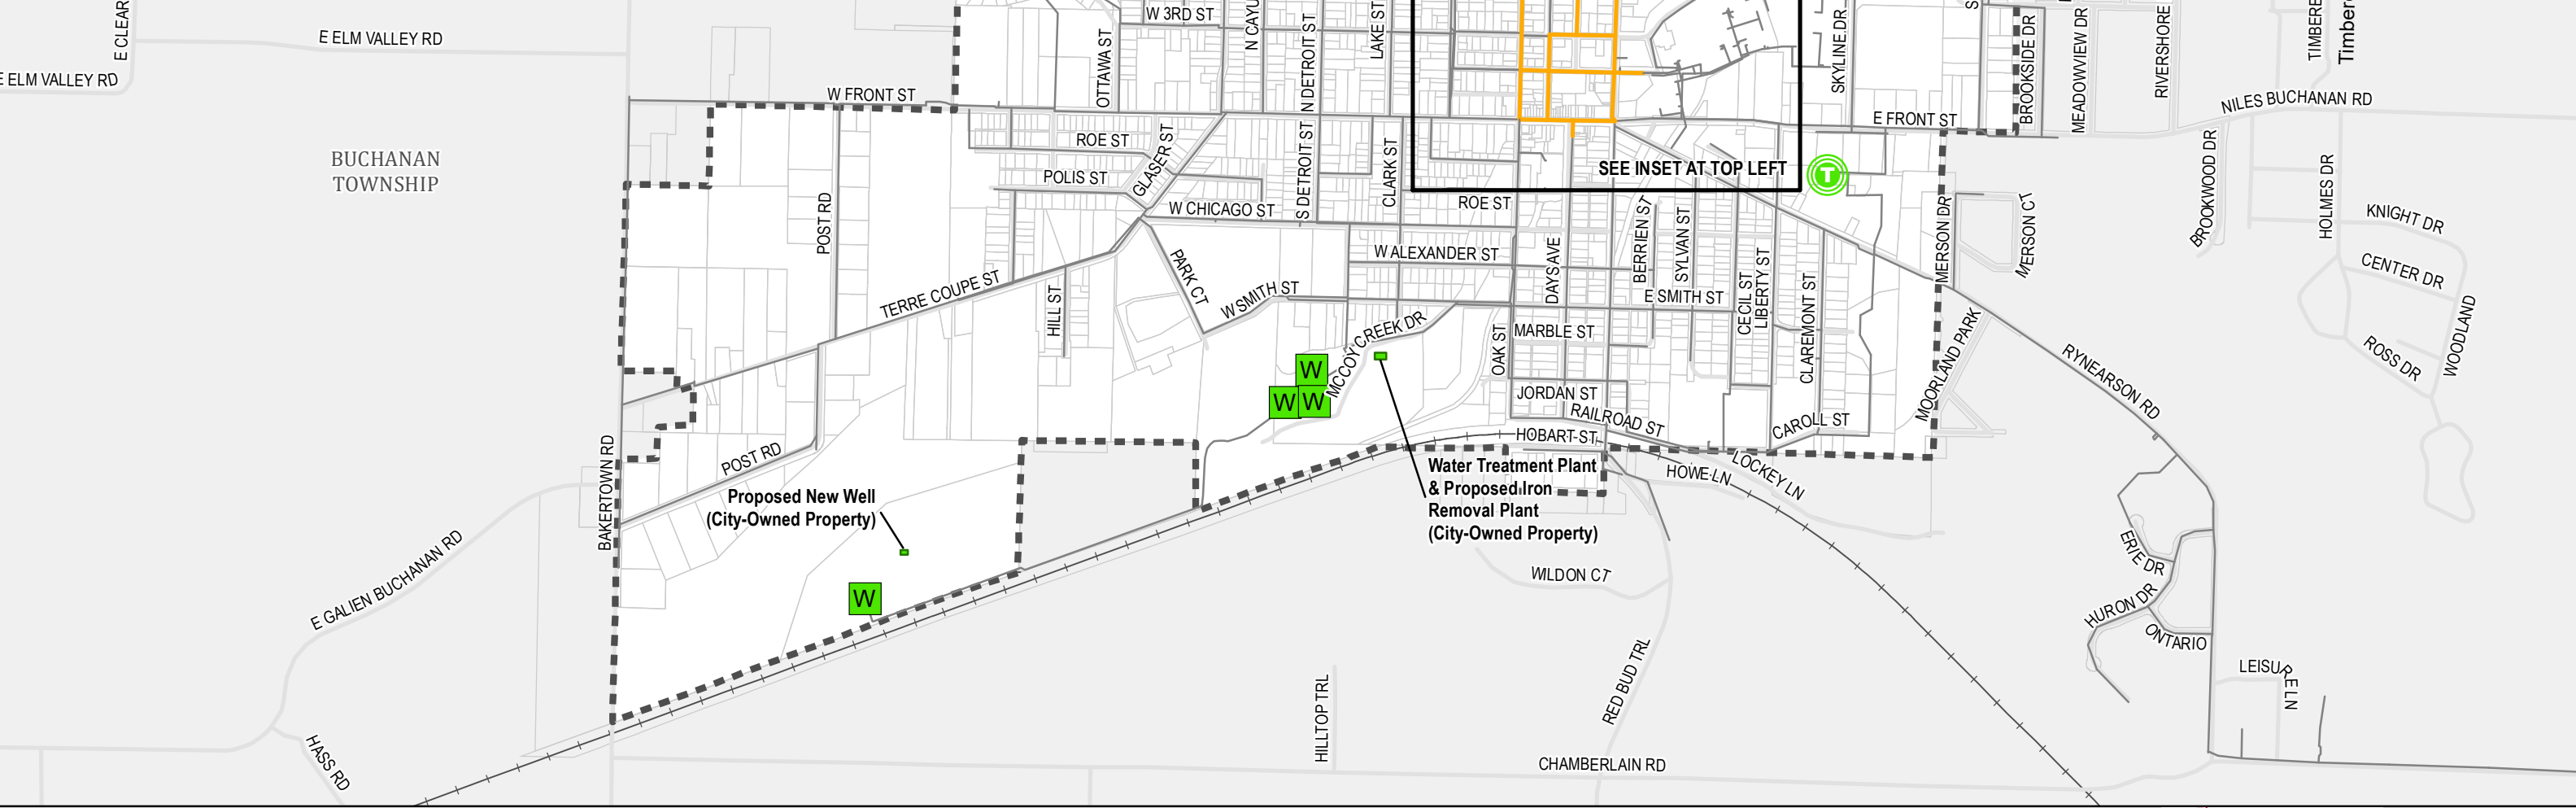 E CLEAR
E ELM VALLEY RD
E ELM VALLEY RD
W 3RD ST
OTTAWA ST
N CAYU
N DETROIT ST
LAKE ST
SKYLINE DR
S
BROOKSIDE DR
MEADOWVIEW DR
RIVERSHORE
TIMBERE
Timber
NILES BUCHANAN RD
W FRONT ST
E FRONT ST
BUCHANAN
TOWNSHIP
ROE ST
GLASER ST
POLIS ST
S DETROIT ST
CLARK ST
SEE INSET AT TOP LEFT
T
ROE ST
W CHICAGO ST
POST RD
W ALEXANDER ST
DAYS AVE
BERRIEN ST
SYLVAN ST
CECIL ST
LIBERTY ST
CLAREMONT ST
MERSON DR
MERSON CT
BROOKWOOD DR
HOLMES DR
KNIGHT DR
CENTER DR
WOODLAND
ROSS DR
TERRE COUPE ST
HILL ST
PARK CT
W SMITH ST
E SMITH ST
MCCOY CREEK DR
OAK ST
MARBLE ST
MOORLAND PARK
RYNEARSON RD
W
W
W
JORDAN ST
RAILROAD ST
CAROLL ST
HOBART ST
HOWE LN
LOCKEY LN
BAKERTOWN RD
POST RD
Water Treatment Plant
& Proposed Iron
Removal Plant
(City-Owned Property)
Proposed New Well
(City-Owned Property)
W
E GALIEN BUCHANAN RD
WILDON CT
RED BUD TRL
HILLTOP TRL
ERIE DR
HURON DR
ONTARIO
LEISURE LN
HASS RD
CHAMBERLAIN RD